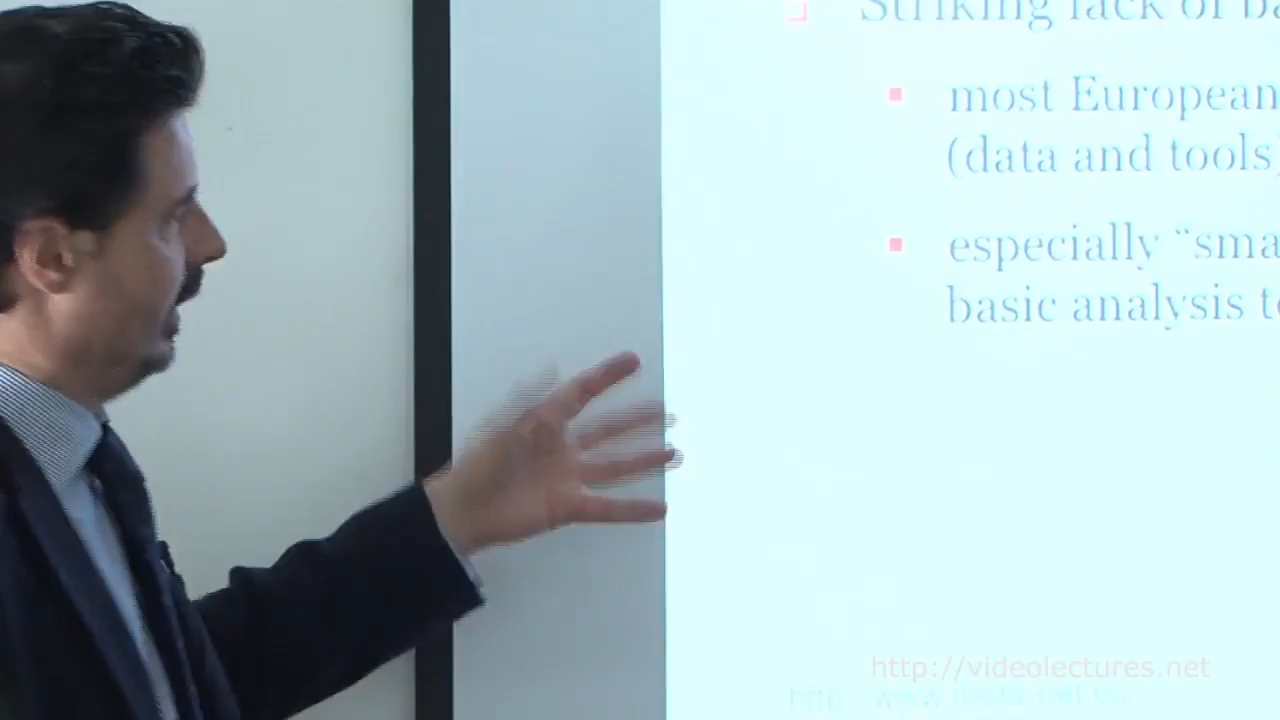 Striking lack of ba
most European
(data and tools)
especially “sma
basic analysis t
http://videolectures.net